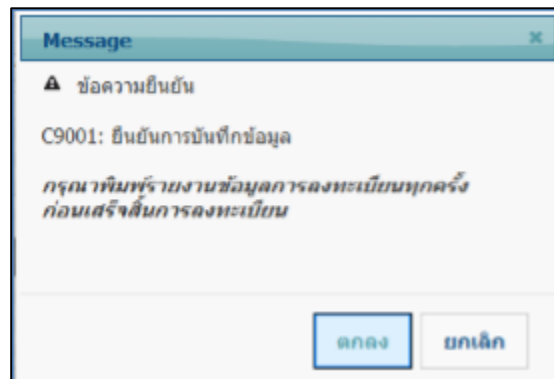 Message
ข้อความยืนยัน
C9001: ยืนยันการบันทึกข้อมูล
กรุณาพิมพ์รายงานข้อมูลการลงทะเบียนทุกครั้ง
ก่อนเสร็จสิ้นการลงทะเบียน
ตกลง ยกเลิก